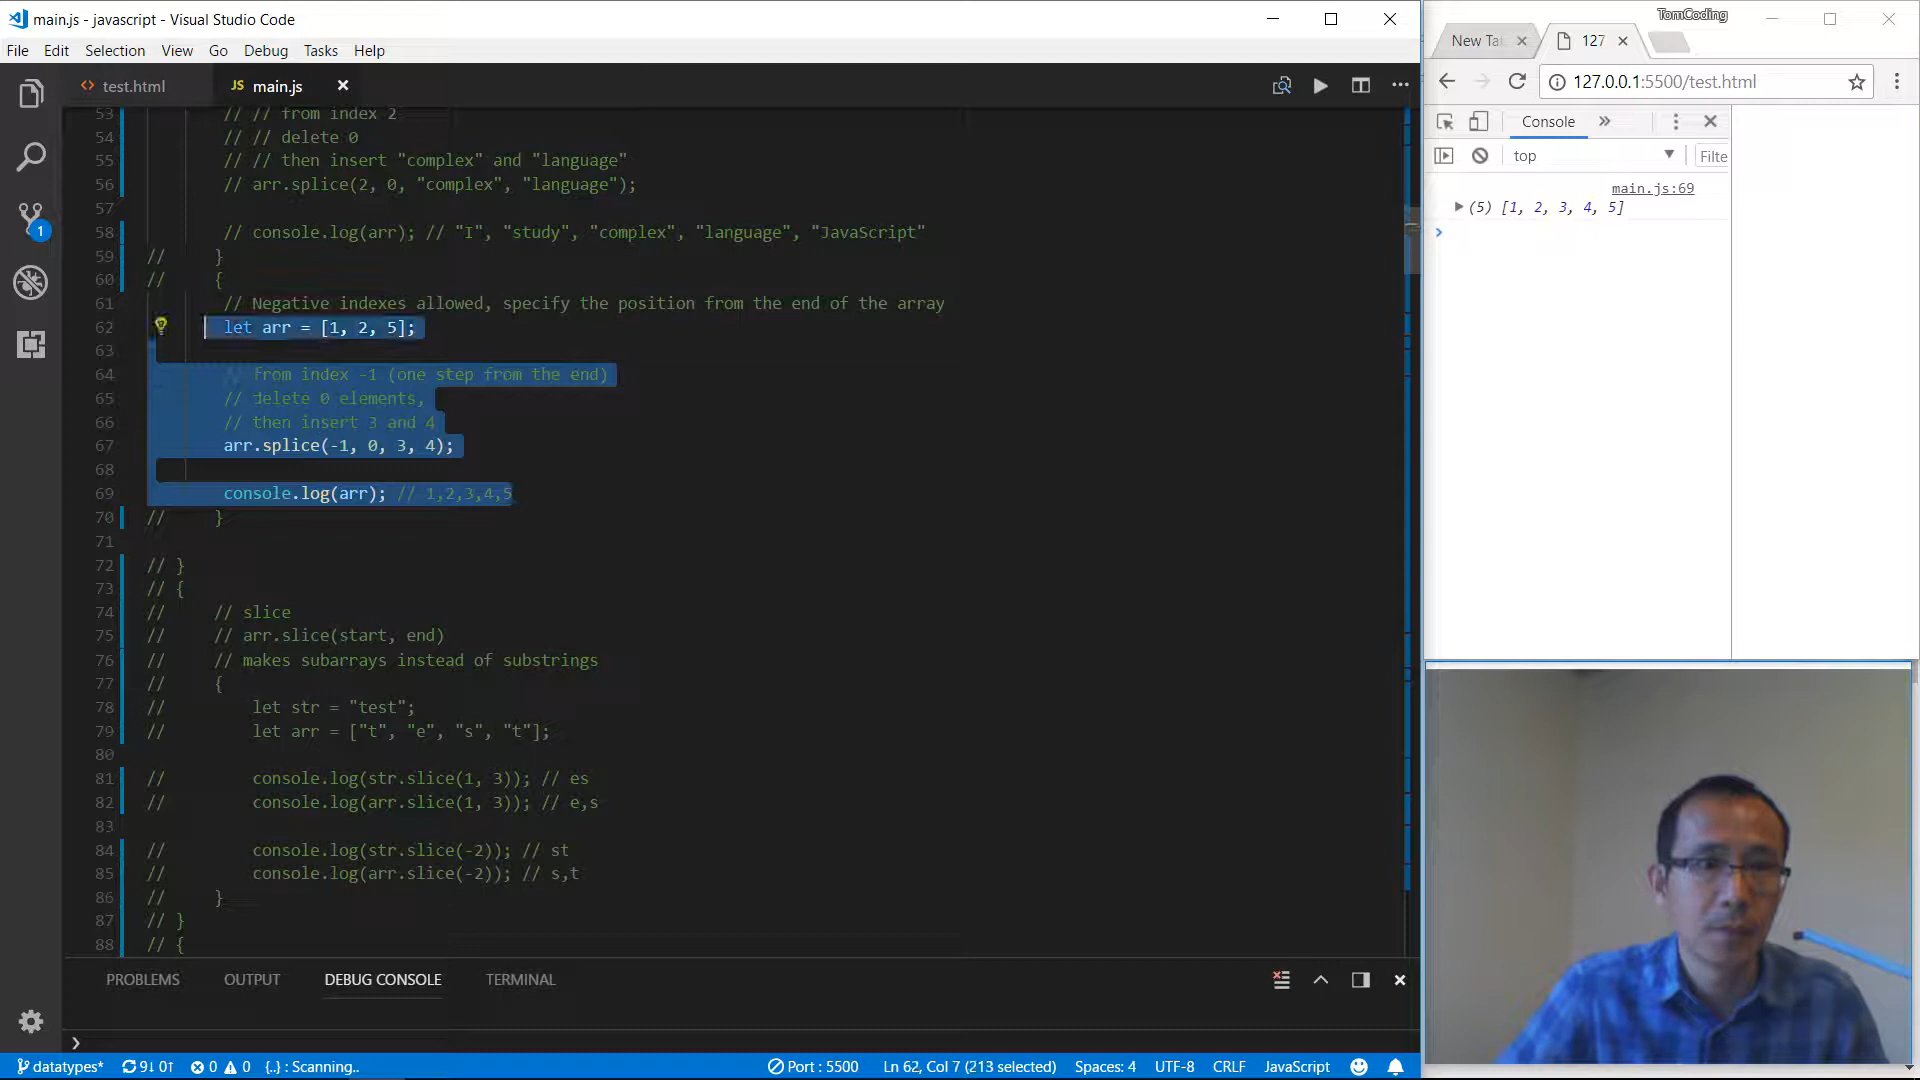 main.js - javascript - Visual Studio Code
TomCoding
File Edit Selection View Go Debug Tasks Help
test.html
JS main.js
New Ta
127
127.0.0.1:5500/test.html
Console
top
Filte
main.js:69
(5) [1, 2, 3, 4, 5]
53 // // from index 2
54 // // delete 0
55 // // then insert "complex" and "language"
56 // arr.splice(2, 0, "complex", "language");
57
58 // console.log(arr); // "I", "study", "complex", "language", "JavaScript"
59 // }
60 // {
61 // Negative indexes allowed, specify the position from the end of the array
62 let arr = [1, 2, 5];
63
64 // from index -1 (one step from the end)
65 // delete 0 elements,
66 // then insert 3 and 4
67 arr.splice(-1, 0, 3, 4);
68
69 console.log(arr); // 1,2,3,4,5
70 // }
71
72 // }
73 // {
74 // // slice
75 // // arr.slice(start, end)
76 // // makes subarrays instead of substrings
77 // {
78 // let str = "test";
79 // let arr = ["t", "e", "s", "t"];
80
81 // console.log(str.slice(1, 3)); // es
82 // console.log(arr.slice(1, 3)); // e,s
83
84 // console.log(str.slice(-2)); // st
85 // console.log(arr.slice(-2)); // s,t
86 // }
87 // }
88 // {
1
PROBLEMS OUTPUT DEBUG CONSOLE TERMINAL
datatypes* 9↓ 0↑ 0 0 {..} : Scanning.. Port : 5500 Ln 62, Col 7 (213 selected) Spaces: 4 UTF-8 CRLF JavaScript